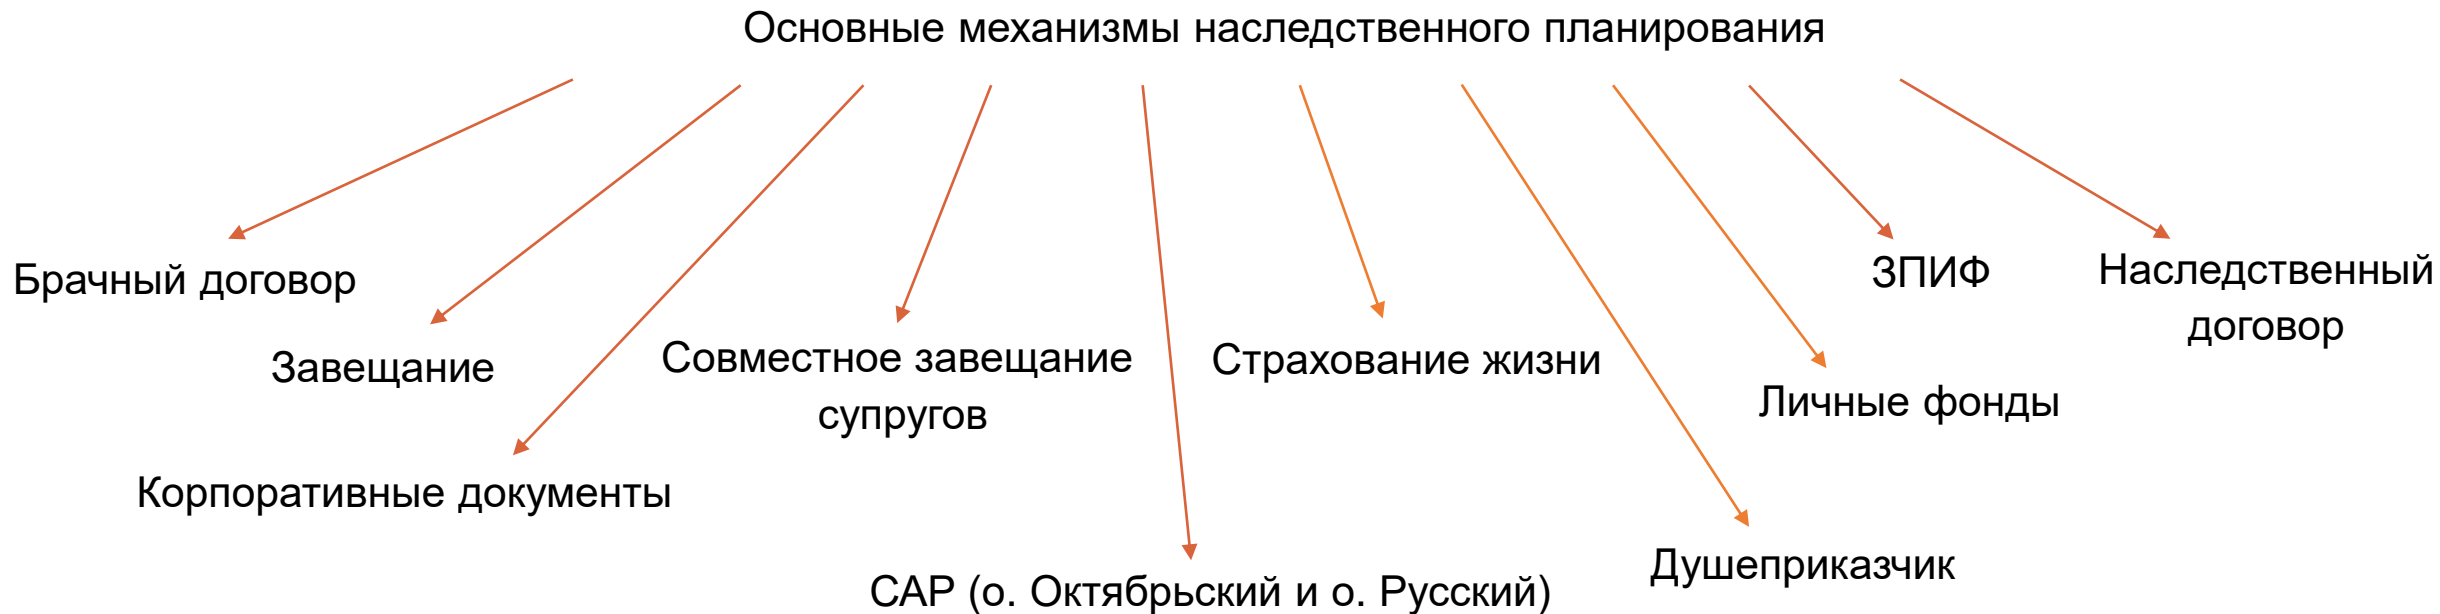 Основные механизмы наследственного планирования
Брачный договор
Завещание
Корпоративные документы
Совместное завещание
супругов
САР (о. Октябрьский и о. Русский)
Страхование жизни
Душеприказчик
Личные фонды
ЗПИФ
Наследственный
договор